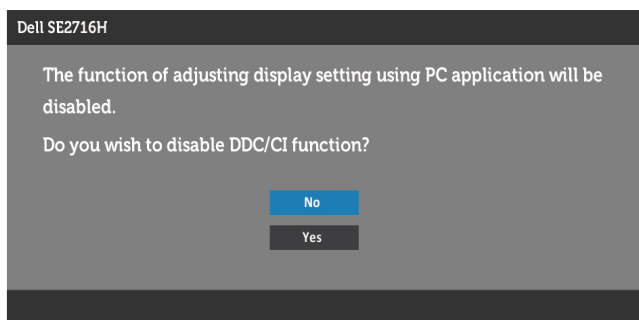 Dell SE2716H
The function of adjusting display setting using PC application will be
disabled.
Do you wish to disable DDC/CI function?
No
Yes